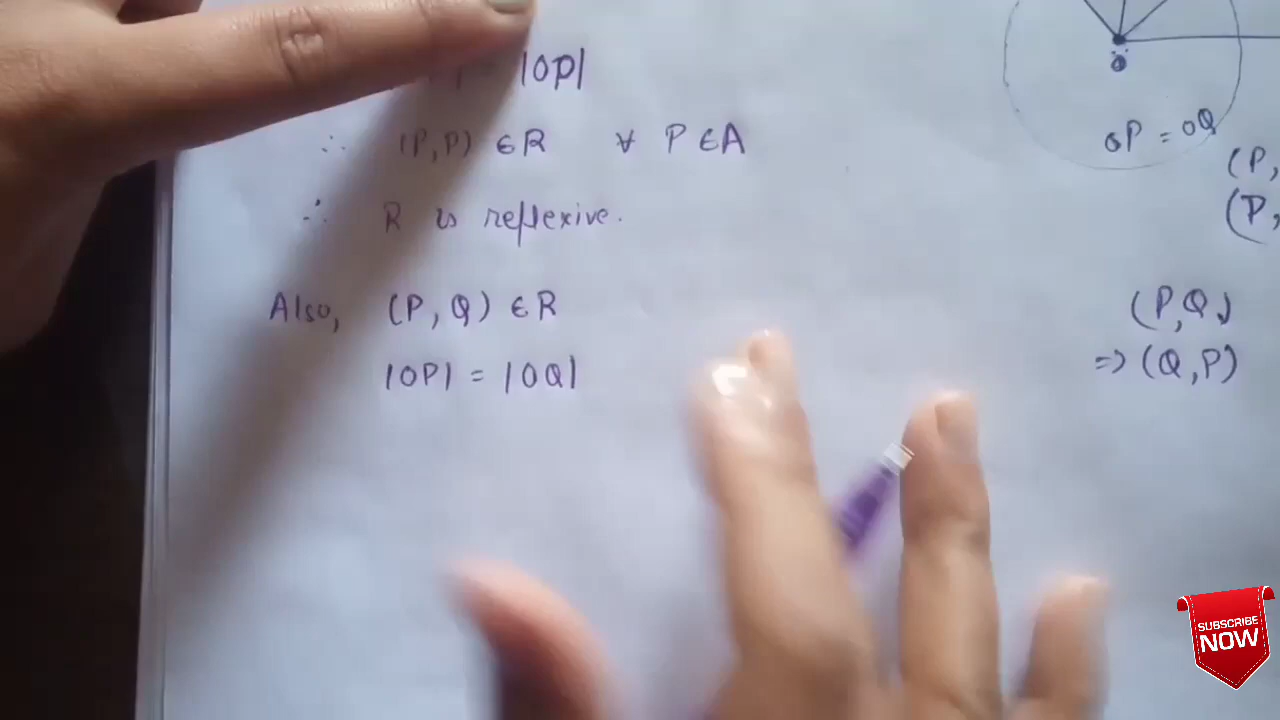 |OP|
∴ (P,P) ∈R ∀ P∈A
∴ R is reflexive.
Also, (P, Q) ∈R
|OP| = |OQ|
O
OP = OQ
(P,
(P,
(P,Q)
=> (Q,P)
SUBSCRIBE
NOW